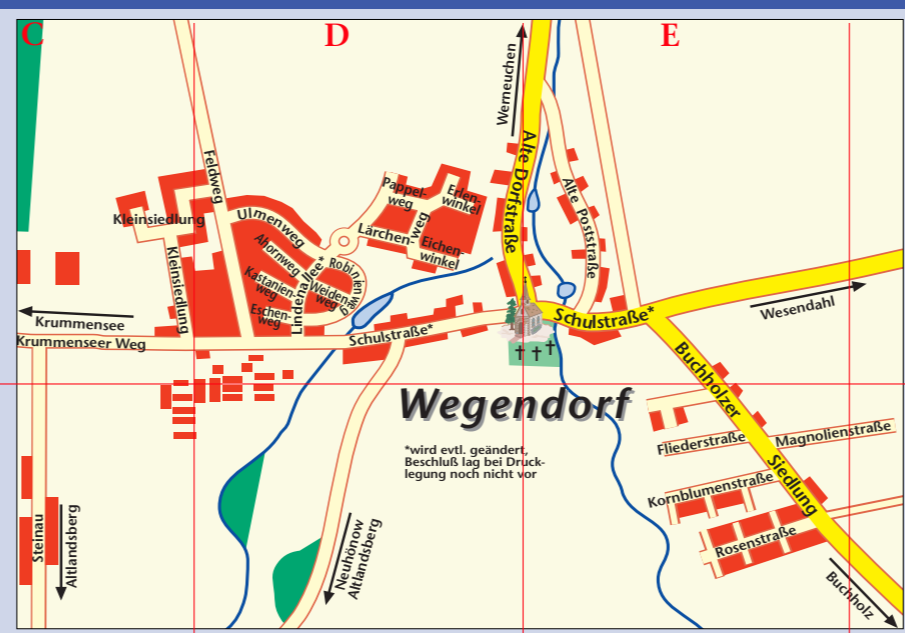 C
D
E
Werneuchen
Alte Dorfstraße
Alte Poststraße
Feldweg
Kleinsiedlung
Kleinsiedlung
Ulmenweg
Ahornweg
Kastanien-
weg
Eschen-
weg
Lindenallee*
Robinienweg
Weiden-
weg
Pappel-
weg
Erlen-
winkel
Lärchen-
weg
Eichen-
winkel
Krummensee
Krummenseer Weg
Schulstraße*
Schulstraße*
Wesendahl
Wegendorf
*wird evtl. geändert,
Beschluß lag bei Druck-
legung noch nicht vor
Buchholzer
Siedlung
Fliederstraße
Magnolienstraße
Kornblumenstraße
Rosenstraße
Buchholz
Steinau
Altlandsberg
Neuhönow
Altlandsberg